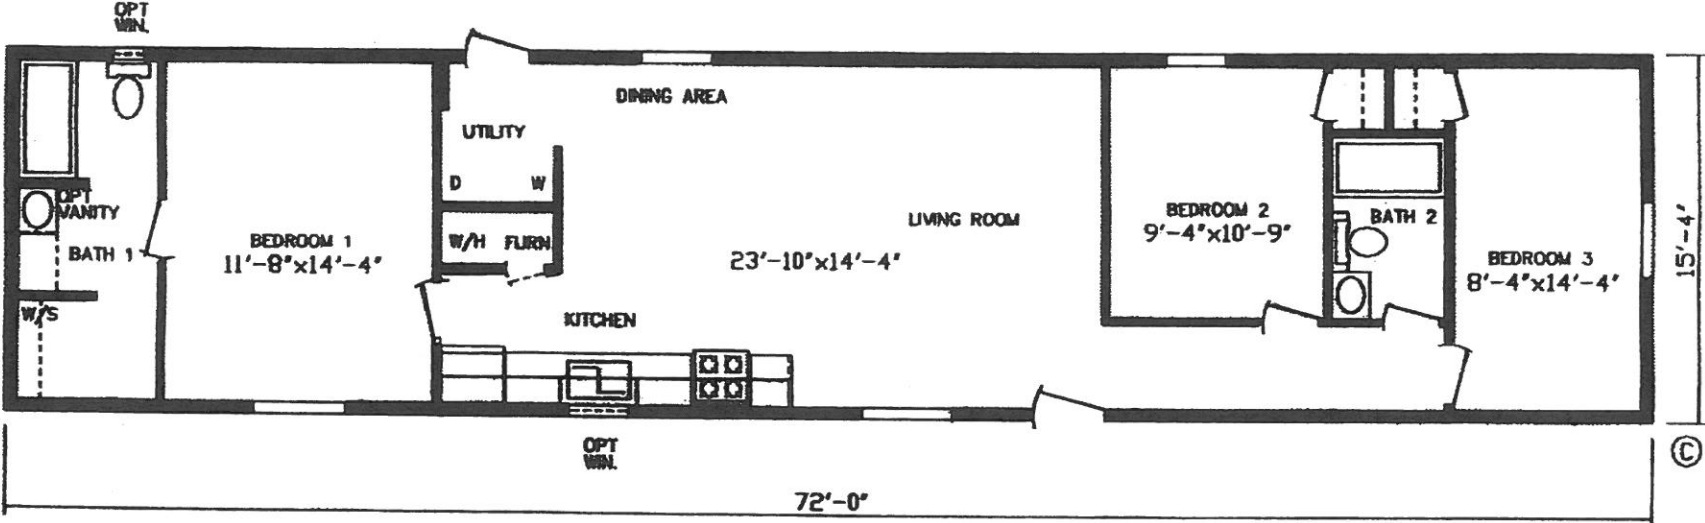 OPT
WIN.
DINING AREA
UTILITY
D W
OPT
VANITY
BATH 1
BEDROOM 1
11'-8"x14'-4"
W/H FURN
W/S
KITCHEN
LIVING ROOM
23'-10"x14'-4"
BEDROOM 2
9'-4"x10'-9"
BATH 2
BEDROOM 3
8'-4"x14'-4"
15'-4"
OPT
WIN.
©
72'-0"